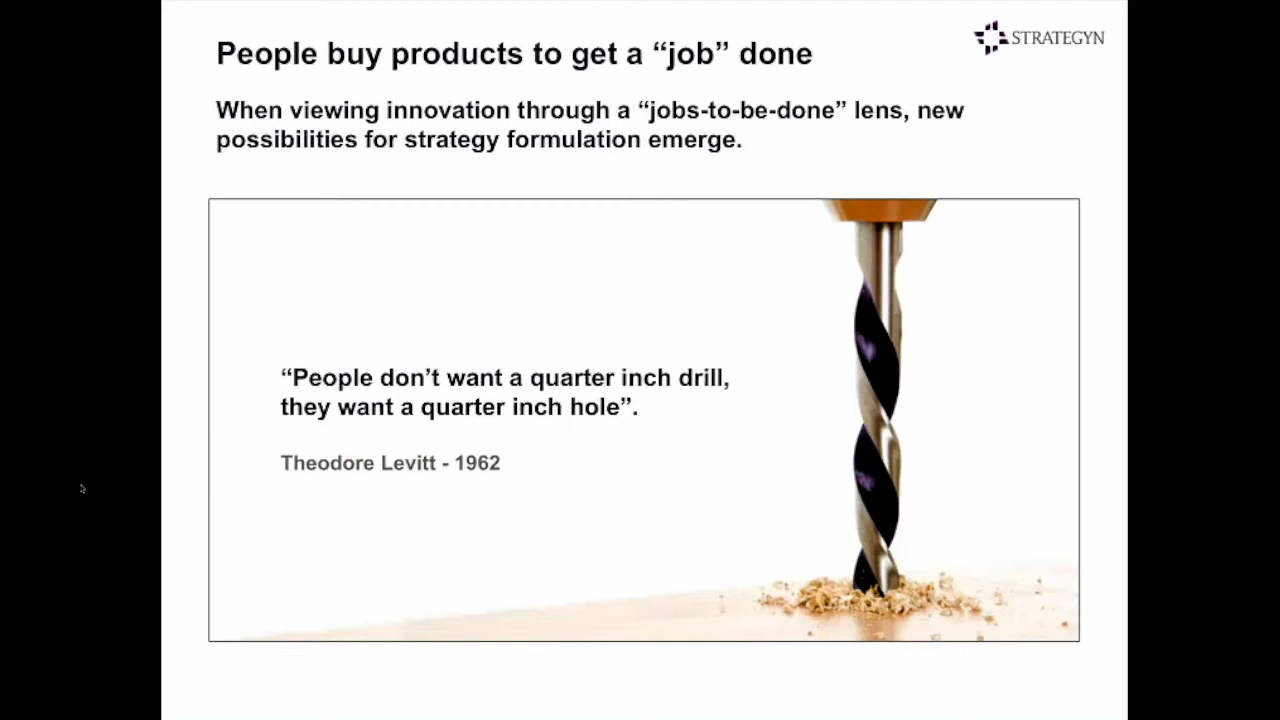 People buy products to get a “job” done
STRATEGYN
When viewing innovation through a “jobs-to-be-done” lens, new
possibilities for strategy formulation emerge.
“People don’t want a quarter inch drill,
they want a quarter inch hole”.
Theodore Levitt - 1962